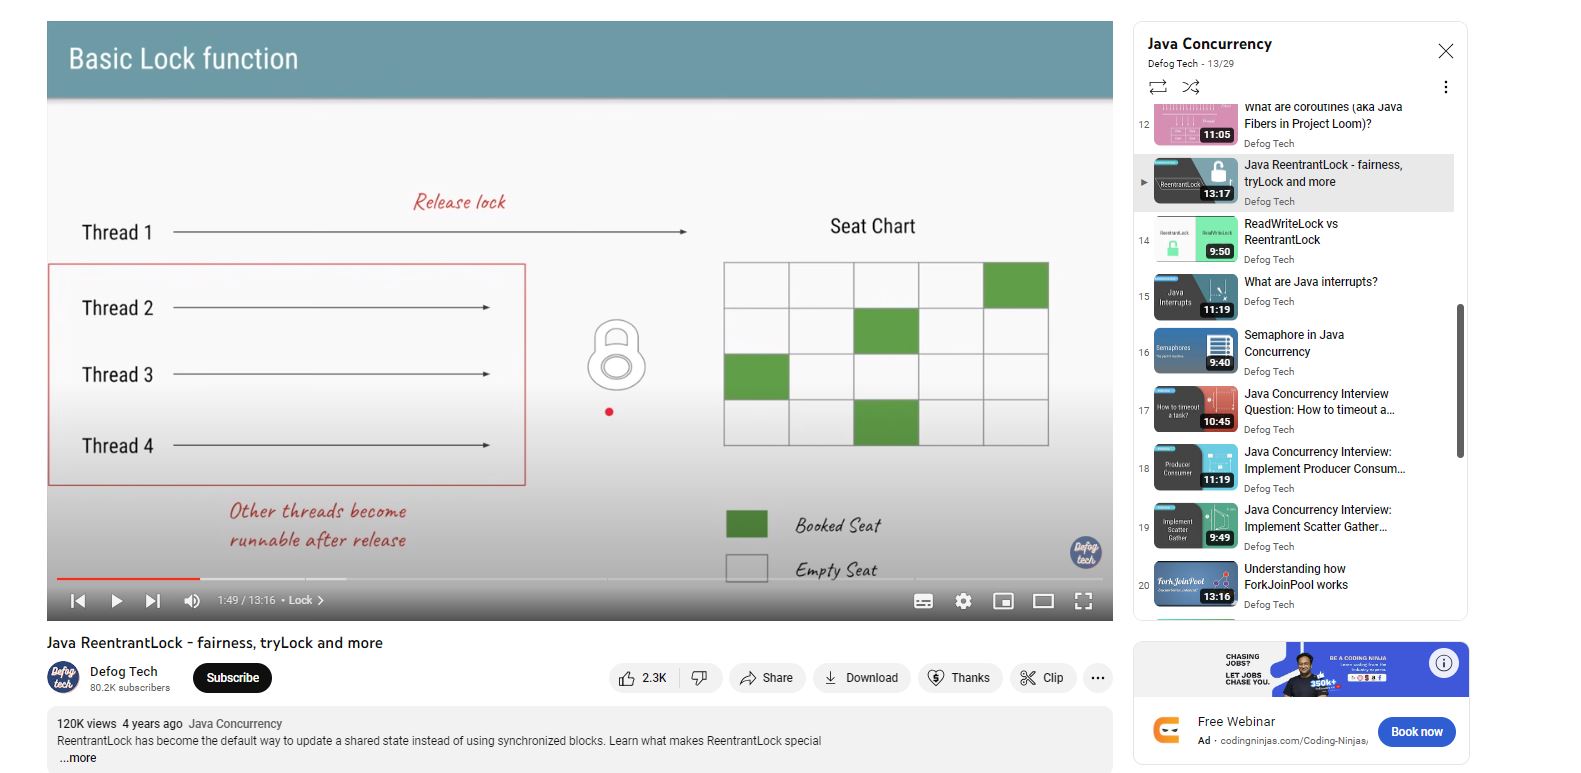 Basic Lock function
Release lock
Thread 1
Thread 2
Thread 3
Thread 4
Other threads become
runnable after release
Seat Chart
Booked Seat
Empty Seat
Defog
tech
1:49 / 13:16 • Lock
Java ReentrantLock - fairness, tryLock and more
Defog
tech
Defog Tech
80.2K subscribers
Subscribe
2.3K
Share
Download
Thanks
Clip
120K views 4 years ago Java Concurrency
ReentrantLock has become the default way to update a shared state instead of using synchronized blocks. Learn what makes ReentrantLock special
...more
Java Concurrency
Defog Tech - 13/29
12
11:05
What are coroutines (aka Java
Fibers in Project Loom)?
Defog Tech
ReentrantLock
13:17
Java ReentrantLock - fairness,
tryLock and more
Defog Tech
14
ReentrantLock
ReadWriteLock
9:50
ReadWriteLock vs
ReentrantLock
Defog Tech
15
Java
Interrupts
11:19
What are Java interrupts?
Defog Tech
16
Semaphores
9:40
Semaphore in Java
Concurrency
Defog Tech
17
How to timeout
a task?
10:45
Java Concurrency Interview
Question: How to timeout a...
Defog Tech
18
Producer
Consumer
11:19
Java Concurrency Interview:
Implement Producer Consum...
Defog Tech
19
Implement
Scatter
Gather
9:49
Java Concurrency Interview:
Implement Scatter Gather...
Defog Tech
20
ForkJoinPool
13:16
Understanding how
ForkJoinPool works
Defog Tech
CHASING
JOBS?
LET JOBS
CHASE YOU.
350k+
BE A CODING NINJA
Learn coding from the
Industry experts.
Free Webinar
Ad · codingninjas.com/Coding-Ninjas/
Book now